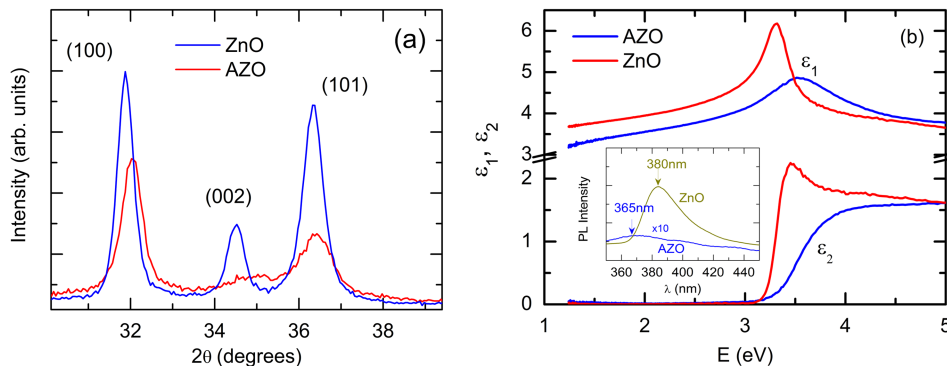 (a)
(100)
ZnO
AZO
(101)
(002)
Intensity (arb. units)
32 34 36 38
2θ (degrees)
(b)
AZO
ZnO
ε1
ε1, ε2
6
5
4
3
2
1
0
380nm
ZnO
365nm
x10
AZO
PL Intensity
360 380 400 420 440
λ (nm)
ε2
1 2 3 4 5
E (eV)